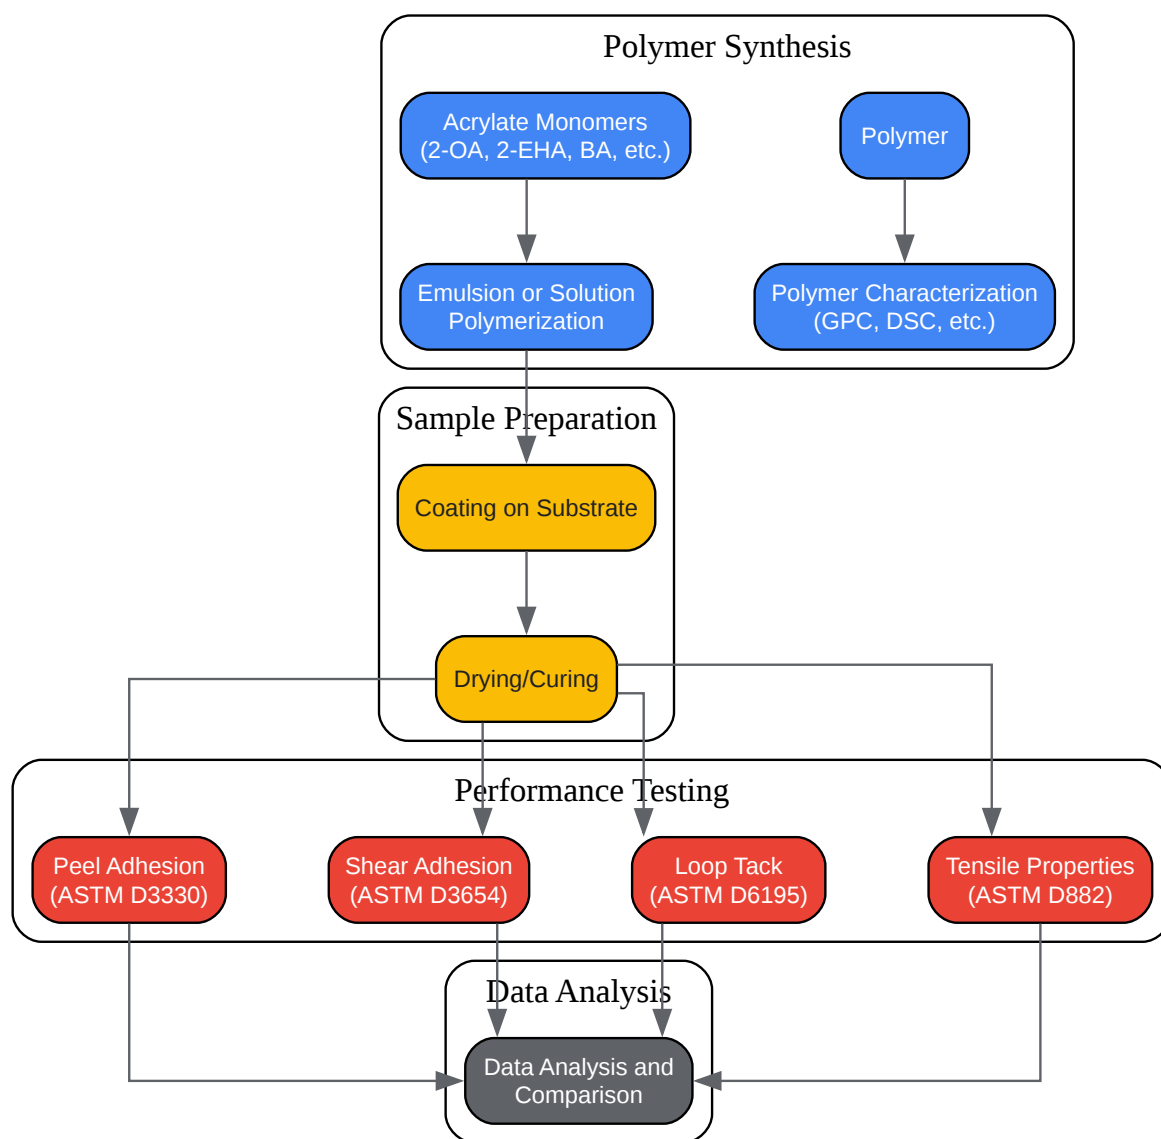 Polymer Synthesis
Acrylate Monomers
(2-OA, 2-EHA, BA, etc.)
Polymer
Emulsion or Solution
Polymerization
Polymer Characterization
(GPC, DSC, etc.)
Sample Preparation
Coating on Substrate
Drying/Curing
Performance Testing
Peel Adhesion
(ASTM D3330)
Shear Adhesion
(ASTM D3654)
Loop Tack
(ASTM D6195)
Tensile Properties
(ASTM D882)
Data Analysis
Data Analysis and
Comparison